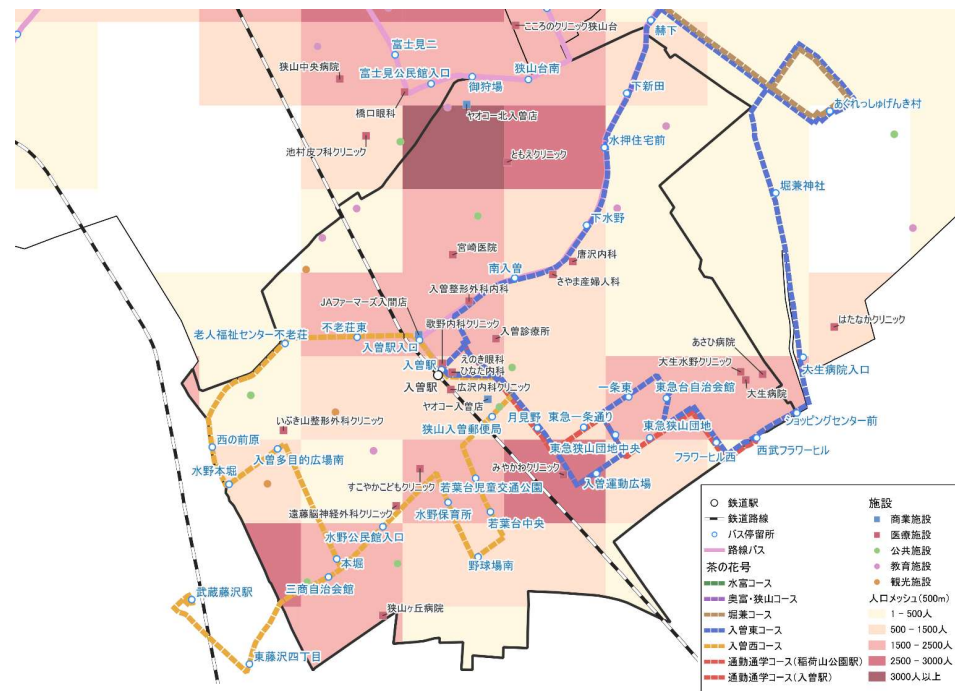 こころのクリニック狭山台
赫下
富士見二
狭山中央病院
富士見公民館入口
狭山台南
御狩場
下新田
あぐれっしゅげんき村
橋口眼科
ヤオコー北入曽店
水押住宅前
池村皮フ科クリニック
ともえクリニック
堀兼神社
下水野
宮崎医院
唐沢内科
南入曽
さやま産婦人科
入曽整形外科内科
JAファーマーズ入間店
歌野内科クリニック
はたなかクリニック
老人福祉センター不老荘
不老荘東
入曽駅入口
入曽診療所
あさひ病院
えのき眼科
入曽駅
ひなた内科
大生水野クリニック
大生病院入口
入曽駅
広沢内科クリニック
一条東
東急台自治会館
大生病院
ヤオコー入曽店
月見野
東急一条通り
ショッピングセンター前
いぶき山整形外科クリニック
狭山入曽郵便局
東急狭山団地
西の前原
東急狭山団地中央
西武フラワーヒル
入曽多目的広場南
フラワーヒル西
水野本堀
みやかわクリニック
すこやかこどもクリニック
若葉台児童交通公園
入曽運動広場
遠藤脳神経外科クリニック
水野保育所
若葉台中央
水野公民館入口
本堀
野球場南
武蔵藤沢駅
三商自治会館
狭山ヶ丘病院
東藤沢四丁目
鉄道駅
鉄道路線
バス停留所
路線バス
茶の花号
水富コース
奥富・狭山コース
堀兼コース
入曽東コース
入曽西コース
通勤通学コース(稲荷山公園駅)
通勤通学コース(入曽駅)
施設
商業施設
医療施設
公共施設
教育施設
観光施設
人口メッシュ(500m)
1 - 500人
500 - 1500人
1500 - 2500人
2500 - 3000人
3000人以上